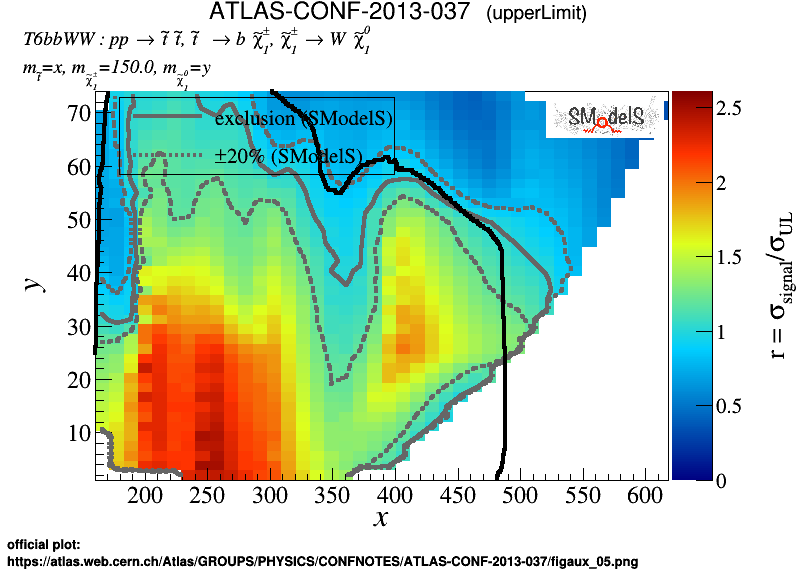 ATLAS-CONF-2013-037 (upperLimit)
T6bbWW : pp → t̃ t̃, t̃ → b χ̃₁±, χ̃₁± → W χ̃₁⁰
m_t̃=x, m_χ̃₁±=150.0, m_χ̃₁⁰=y
exclusion (SModelS)
±20% (SModelS)
SModelS
70
60
50
40
30
20
10
y
200 250 300 350 400 450 500 550 600
x
2.5
2
1.5
1
0.5
0
r = σ_signal/σ_UL
official plot:
https://atlas.web.cern.ch/Atlas/GROUPS/PHYSICS/CONFNOTES/ATLAS-CONF-2013-037/figaux_05.png